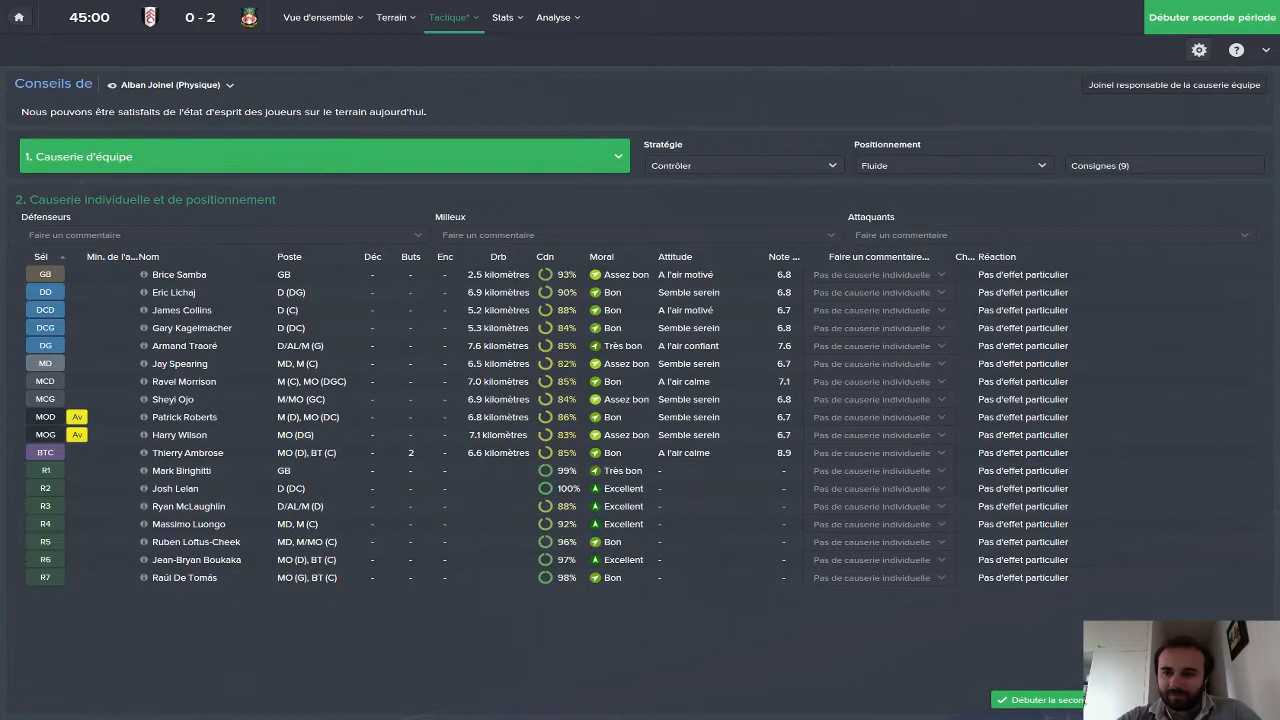 45:00 0 - 2 Vue d'ensemble Terrain Tactique* Stats Analyse Débuter seconde période
?
Conseils de Alban Joinel (Physique) Joinel responsable de la causerie équipe
Nous pouvons être satisfaits de l'état d'esprit des joueurs sur le terrain aujourd'hui.
Stratégie Positionnement
1. Causerie d'équipe Contrôler Fluide Consignes (9)
2. Causerie individuelle et de positionnement
Défenseurs Milieux Attaquants
Faire un commentaire Faire un commentaire Faire un commentaire
Sél Min. de l'a... Nom Poste Déc Buts Enc Drb Cdn Moral Attitude Note ... Faire un commentaire... Ch... Réaction
GB Brice Samba GB - - - 2.5 kilomètres 93% Assez bon A l'air motivé 6.8 Pas de causerie individuelle Pas d'effet particulier
DD Eric Lichaj D (DG) - - - 6.9 kilomètres 90% Bon Semble serein 6.8 Pas de causerie individuelle Pas d'effet particulier
DCD James Collins D (C) - - - 5.2 kilomètres 88% Bon A l'air motivé 6.7 Pas de causerie individuelle Pas d'effet particulier
DCG Gary Kagelmacher D (DC) - - - 5.3 kilomètres 84% Bon Semble serein 6.8 Pas de causerie individuelle Pas d'effet particulier
DG Armand Traoré D/AL/M (G) - - - 7.6 kilomètres 85% Très bon A l'air confiant 7.6 Pas de causerie individuelle Pas d'effet particulier
MD Jay Spearing MD, M (C) - - - 6.5 kilomètres 82% Assez bon Semble serein 6.7 Pas de causerie individuelle Pas d'effet particulier
MCD Ravel Morrison M (C), MO (DGC) - - - 7.0 kilomètres 85% Bon A l'air calme 7.1 Pas de causerie individuelle Pas d'effet particulier
MCG Sheyi Ojo M/MO (GC) - - - 6.9 kilomètres 84% Assez bon Semble serein 6.8 Pas de causerie individuelle Pas d'effet particulier
MOD Av Patrick Roberts M (D), MO (DC) - - - 6.8 kilomètres 86% Bon Semble serein 6.7 Pas de causerie individuelle Pas d'effet particulier
MOG Av Harry Wilson MO (DG) - - - 7.1 kilomètres 83% Assez bon Semble serein 6.7 Pas de causerie individuelle Pas d'effet particulier
BTC Thierry Ambrose MO (D), BT (C) - 2 - 6.6 kilomètres 85% Bon A l'air calme 8.9 Pas de causerie individuelle Pas d'effet particulier
R1 Mark Birighitti GB - - - 99% Très bon - - Pas de causerie individuelle Pas d'effet particulier
R2 Josh Lelan D (DC) - - - 100% Excellent - - Pas de causerie individuelle Pas d'effet particulier
R3 Ryan McLaughlin D/AL/M (D) - - - 88% Excellent - - Pas de causerie individuelle Pas d'effet particulier
R4 Massimo Luongo MD, M (C) - - - 92% Excellent - - Pas de causerie individuelle Pas d'effet particulier
R5 Ruben Loftus-Cheek MD, M/MO (C) - - - 96% Bon - - Pas de causerie individuelle Pas d'effet particulier
R6 Jean-Bryan Boukaka MO (D), BT (C) - - - 97% Excellent - - Pas de causerie individuelle Pas d'effet particulier
R7 Raúl De Tomás MO (G), BT (C) - - - 98% Bon - - Pas de causerie individuelle Pas d'effet particulier
Débuter la secon